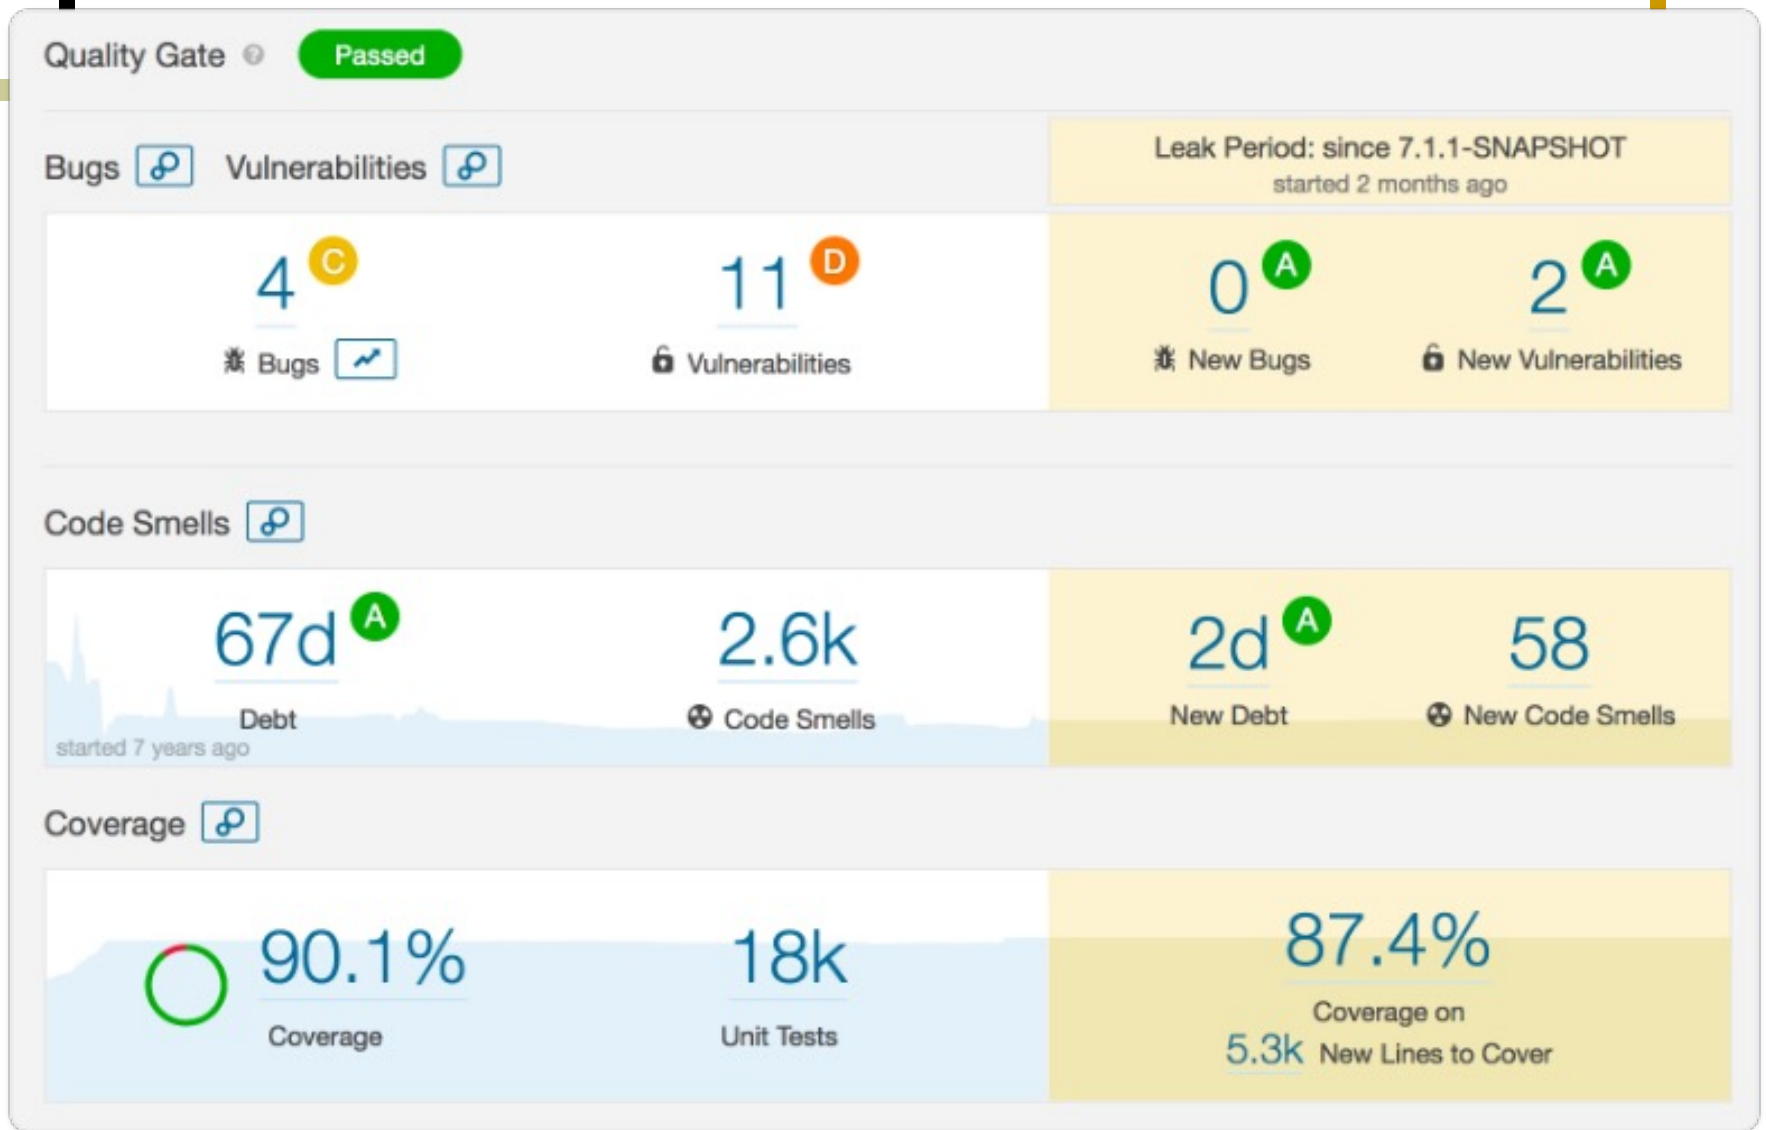 Quality Gate ? Passed
Bugs Vulnerabilities
Leak Period: since 7.1.1-SNAPSHOT
started 2 months ago
4 C
Bugs
11 D
Vulnerabilities
0 A
New Bugs
2 A
New Vulnerabilities
Code Smells
67d A
Debt
started 7 years ago
2.6k
Code Smells
2d A
New Debt
58
New Code Smells
Coverage
90.1%
Coverage
18k
Unit Tests
87.4%
Coverage on
5.3k New Lines to Cover